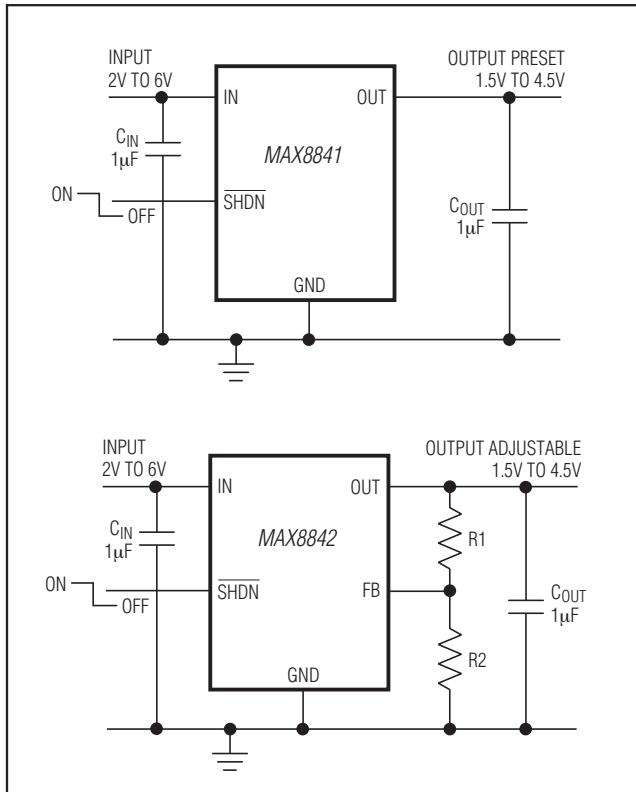 INPUT
2V TO 6V
OUTPUT PRESET
1.5V TO 4.5V
IN
OUT
CIN
1µF
MAX8841
ON
OFF
SHDN
COUT
1µF
GND
INPUT
2V TO 6V
OUTPUT ADJUSTABLE
1.5V TO 4.5V
IN
OUT
CIN
1µF
MAX8842
R1
ON
OFF
SHDN
FB
COUT
1µF
R2
GND